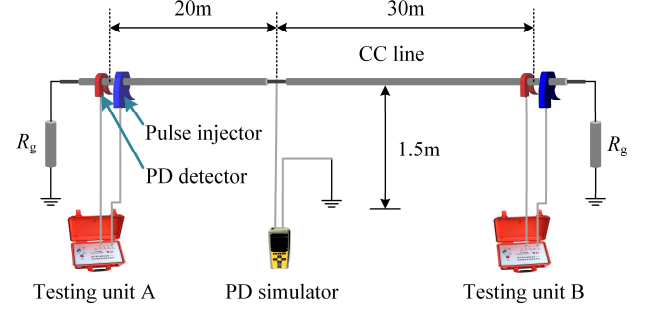 20m
30m
CC line
Pulse injector
1.5m
Rg
Rg
PD detector
Testing unit A
PD simulator
Testing unit B